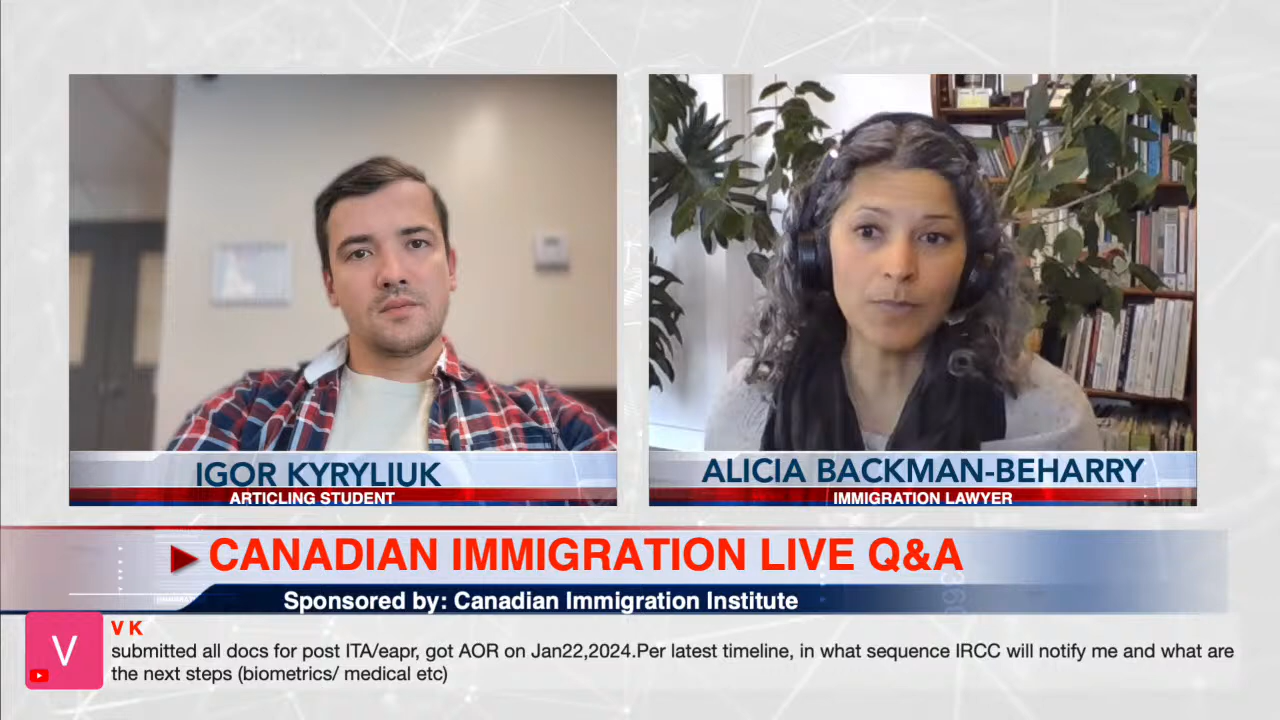 IGOR KYRYLIUK
ARTICLING STUDENT
ALICIA BACKMAN-BEHARRY
IMMIGRATION LAWYER
CANADIAN IMMIGRATION LIVE Q&A
Sponsored by: Canadian Immigration Institute
V
V K
submitted all docs for post ITA/eapr, got AOR on Jan22,2024.Per latest timeline, in what sequence IRCC will notify me and what are
the next steps (biometrics/ medical etc)